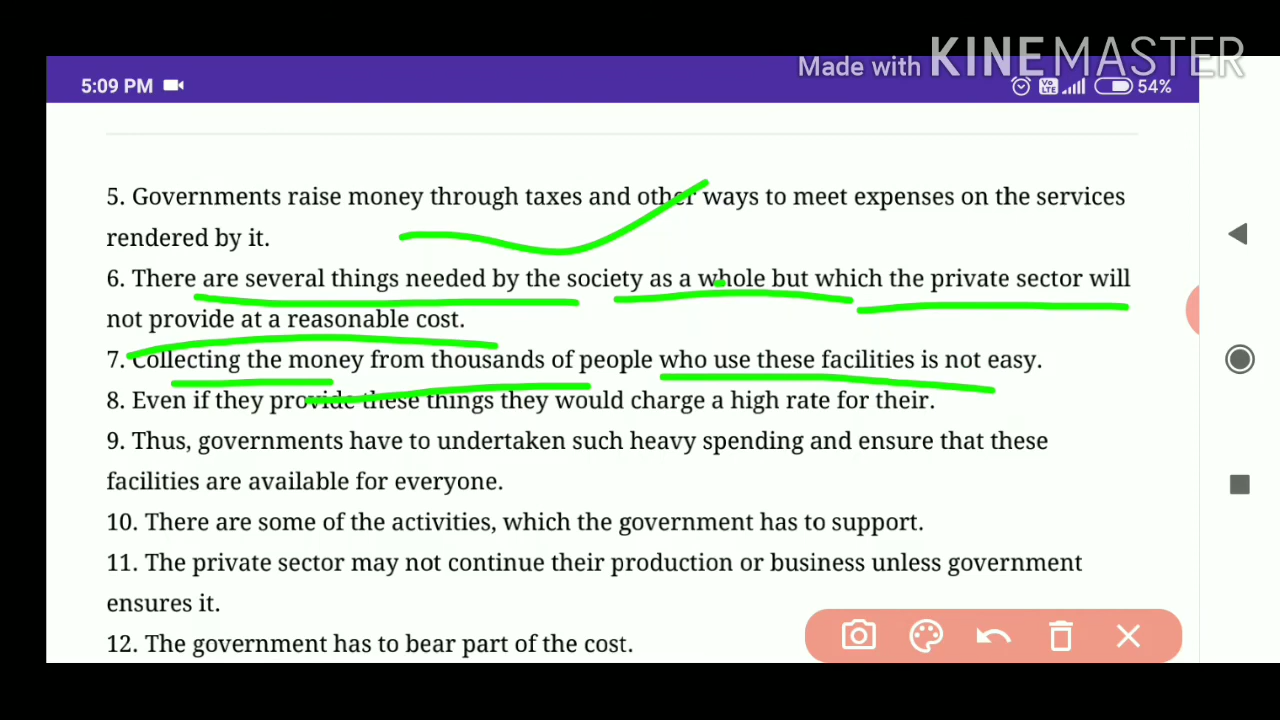 Made with KINEMASTER
5:09 PM
Vo LTE 54%
5. Governments raise money through taxes and other ways to meet expenses on the services
rendered by it.
6. There are several things needed by the society as a whole but which the private sector will
not provide at a reasonable cost.
7. Collecting the money from thousands of people who use these facilities is not easy.
8. Even if they provide these things they would charge a high rate for their.
9. Thus, governments have to undertaken such heavy spending and ensure that these
facilities are available for everyone.
10. There are some of the activities, which the government has to support.
11. The private sector may not continue their production or business unless government
ensures it.
12. The government has to bear part of the cost.